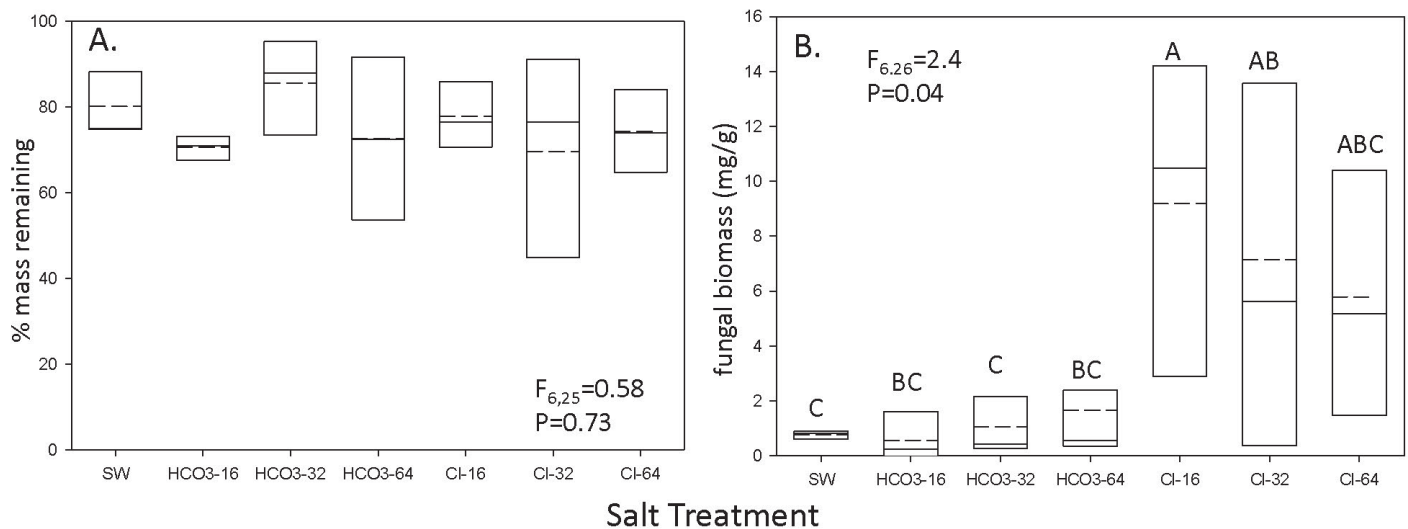 A.
% mass remaining
100
80
60
40
20
0
F6,25=0.58
P=0.73
SW HCO3-16 HCO3-32 HCO3-64 Cl-16 Cl-32 Cl-64
B.
fungal biomass (mg/g)
16
14
12
10
8
6
4
2
0
F6.26=2.4
P=0.04
A AB
ABC
C BC C BC
SW HCO3-16 HCO3-32 HCO3-64 Cl-16 Cl-32 Cl-64
Salt Treatment